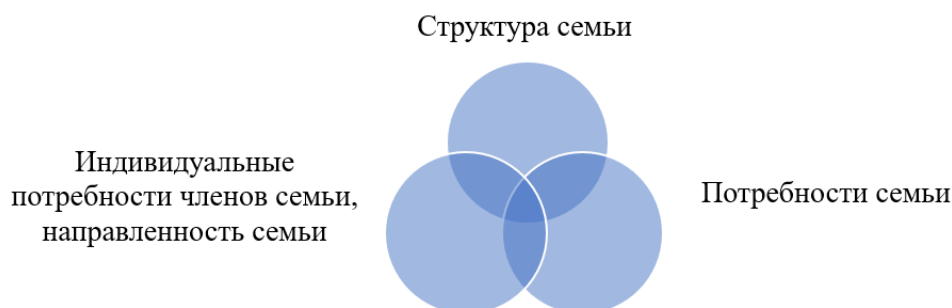 Структура семьи
Индивидуальные
потребности членов семьи,
направленность семьи
Потребности семьи